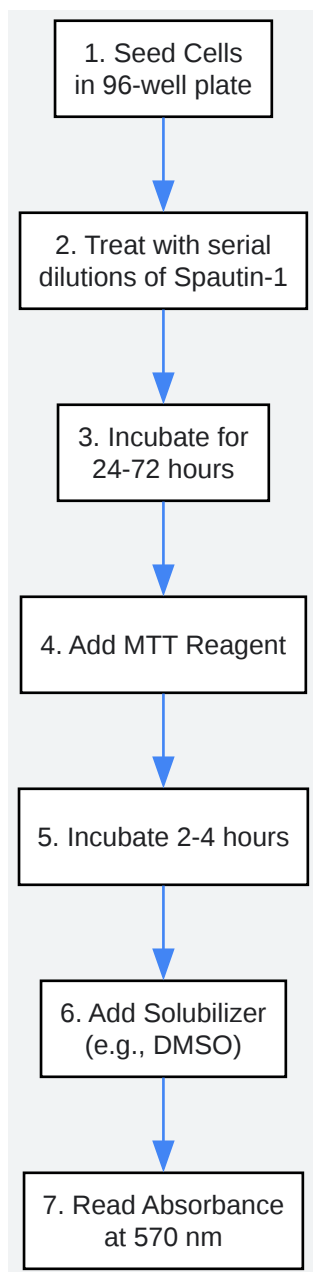 1. Seed Cells
in 96-well plate
2. Treat with serial
dilutions of Spautin-1
3. Incubate for
24-72 hours
4. Add MTT Reagent
5. Incubate 2-4 hours
6. Add Solubilizer
(e.g., DMSO)
7. Read Absorbance
at 570 nm